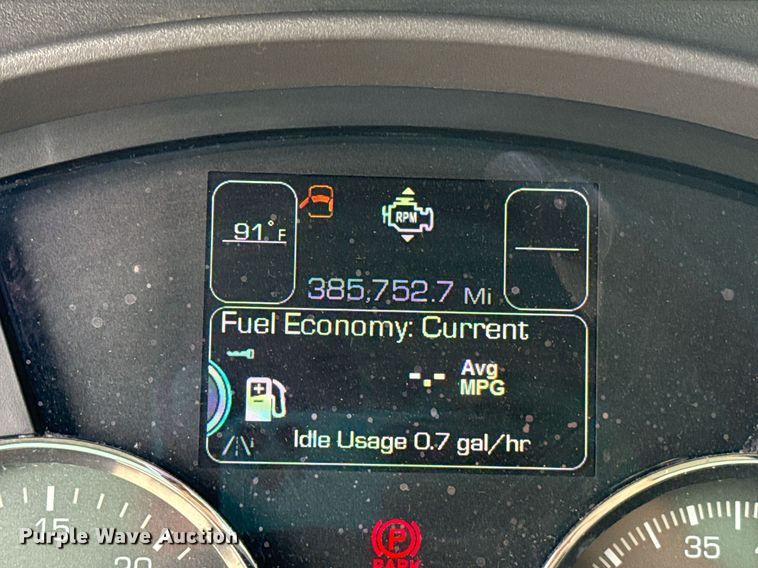 91° F
RPM
385,752.7 Mi
Fuel Economy: Current
-.- Avg
MPG
Idle Usage 0.7 gal/hr
15
20
35
P
PARK
Purple Wave Auction